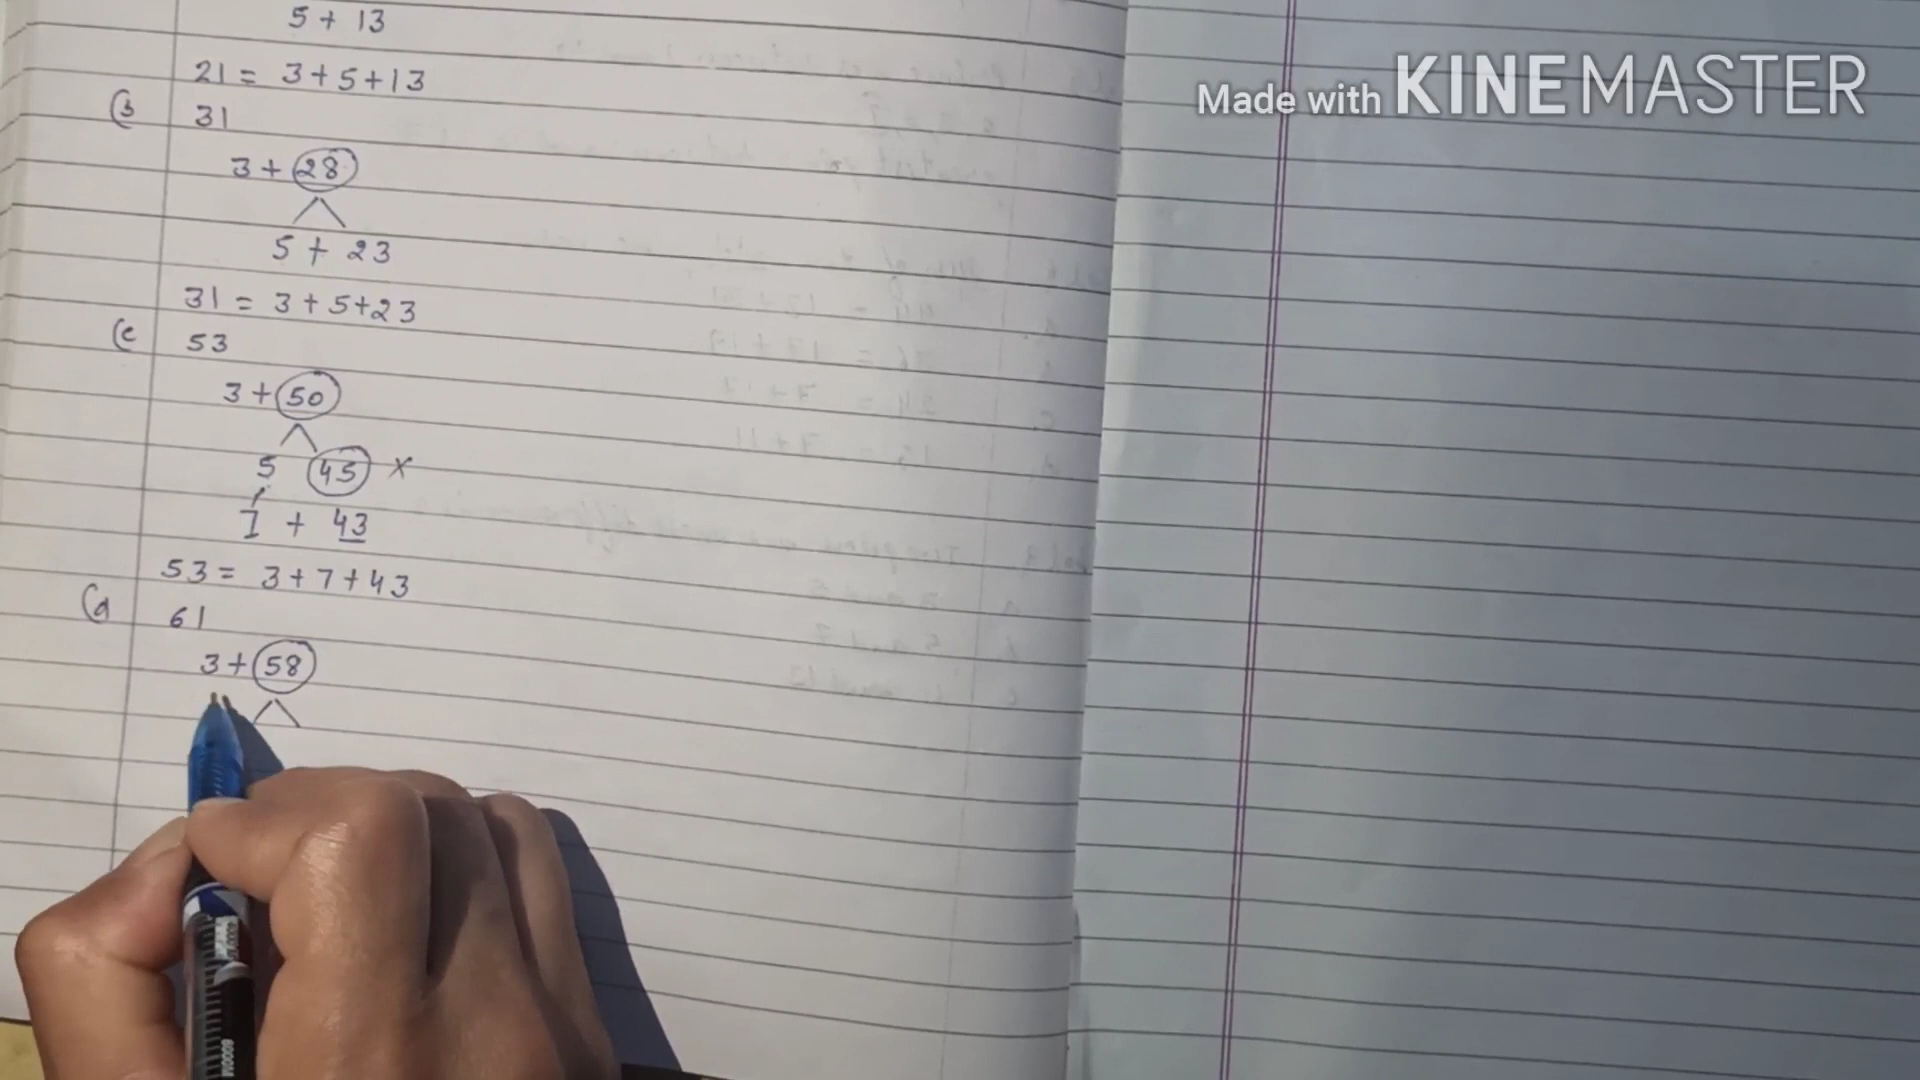 5 + 13
21 = 3+5+13
(b 31
3 + 28
5 + 23
31 = 3+5+23
(c 53
3 + 50
5 45 x
7 + 43
53 = 3+7+43
(d 61
3 + 58
Made with KINEMASTER